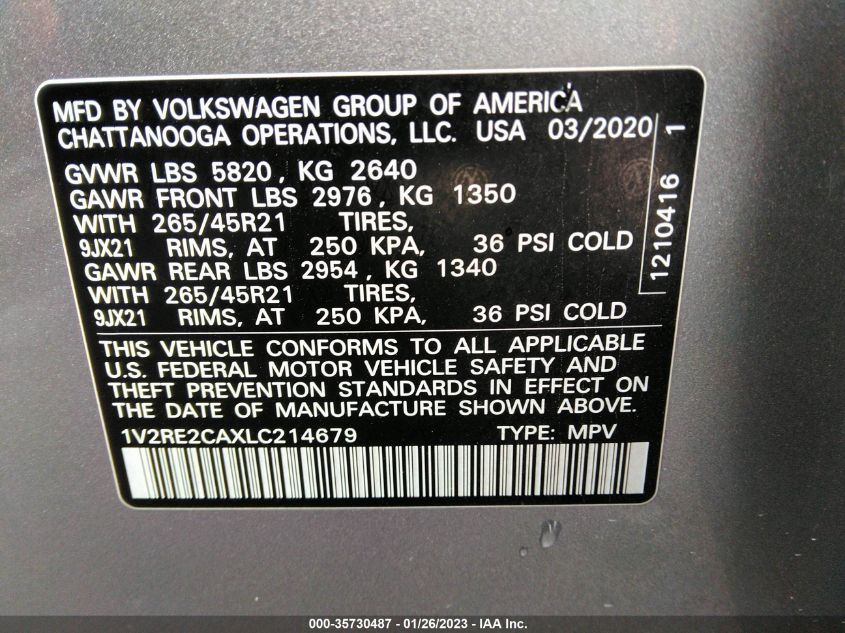 MFD BY VOLKSWAGEN GROUP OF AMERICA
CHATTANOOGA OPERATIONS, LLC. USA 03/2020
GVWR LBS 5820, KG 2640
GAWR FRONT LBS 2976, KG 1350
WITH 265/45R21 TIRES,
9JX21 RIMS, AT 250 KPA, 36 PSI COLD
GAWR REAR LBS 2954, KG 1340
WITH 265/45R21 TIRES,
9JX21 RIMS, AT 250 KPA, 36 PSI COLD
1210416 1
THIS VEHICLE CONFORMS TO ALL APPLICABLE
U.S. FEDERAL MOTOR VEHICLE SAFETY AND
THEFT PREVENTION STANDARDS IN EFFECT ON
THE DATE OF MANUFACTURE SHOWN ABOVE.
1V2RE2CAXLC214679 TYPE: MPV
000-35730487 - 01/26/2023 - IAA Inc.